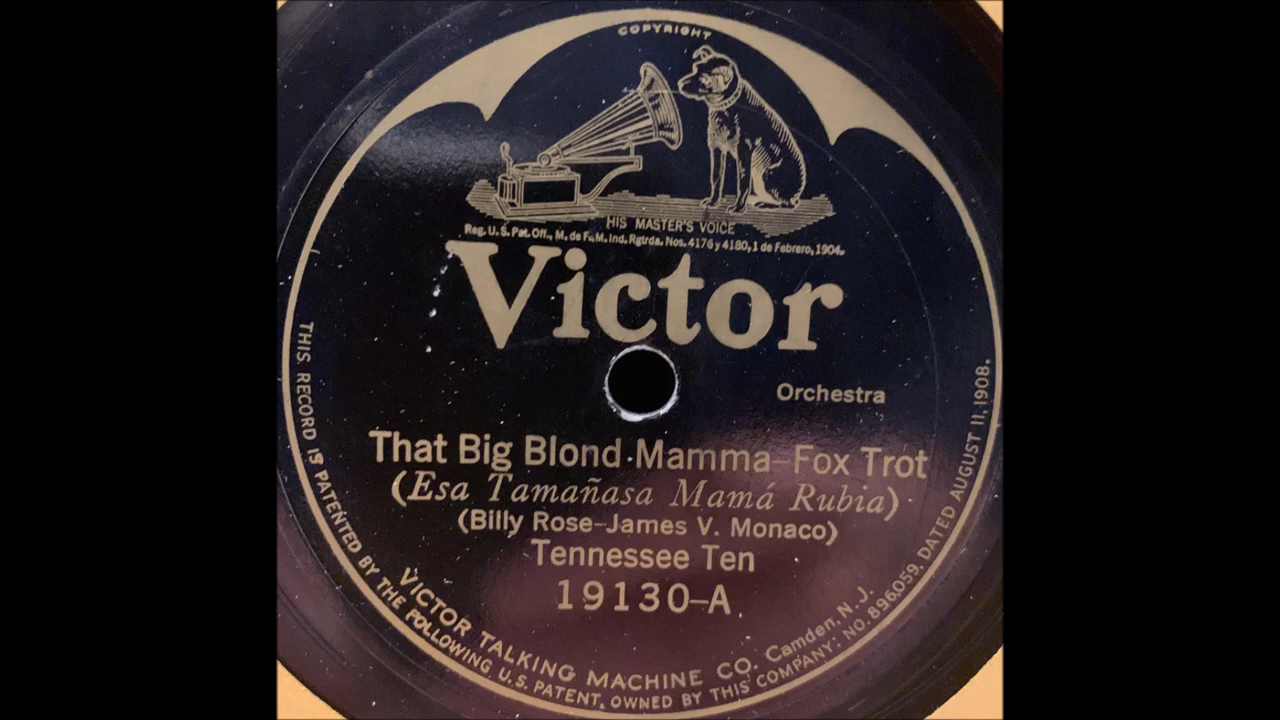 COPYRIGHT
HIS MASTER'S VOICE
Reg. U.S. Pat. Off., M. de F. M. Ind. Rgtrda. Nos. 4176 y 4180, 1 de Febrero, 1904.
Victor
Orchestra
That Big Blond Mamma-Fox Trot
(Esa Tamañasa Mamá Rubia)
(Billy Rose-James V. Monaco)
Tennessee Ten
19130-A
VICTOR TALKING MACHINE CO. Camden, N.J.
THIS RECORD IS PATENTED BY THE FOLLOWING U.S. PATENT, OWNED BY THIS COMPANY: NO. 896,059, DATED AUGUST 11, 1908.